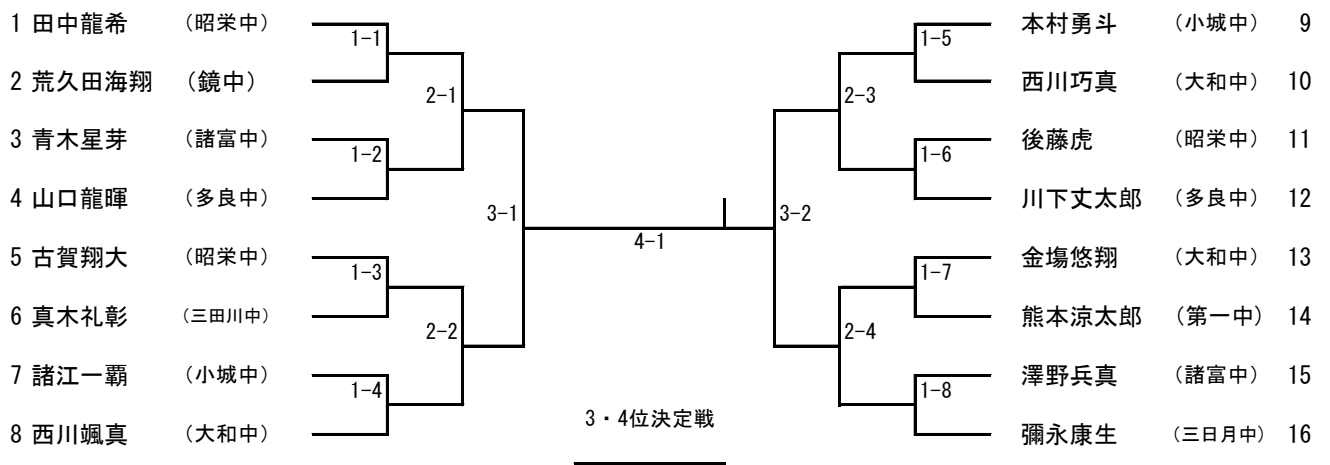 1 田中龍希 （昭栄中）
1-1
2 荒久田海翔 （鏡中）
2-1
3 青木星芽 （諸富中）
1-2
4 山口龍暉 （多良中）
3-1
5 古賀翔大 （昭栄中）
1-3
6 真木礼彰 （三田川中）
2-2
7 諸江一覇 （小城中）
1-4
8 西川颯真 （大和中）
4-1
3・4位決定戦
本村勇斗 （小城中） 9
1-5
西川巧真 （大和中） 10
2-3
後藤虎 （昭栄中） 11
1-6
川下丈太郎 （多良中） 12
3-2
金塲悠翔 （大和中） 13
1-7
熊本涼太郎 （第一中） 14
2-4
澤野兵真 （諸富中） 15
1-8
彌永康生 （三日月中） 16